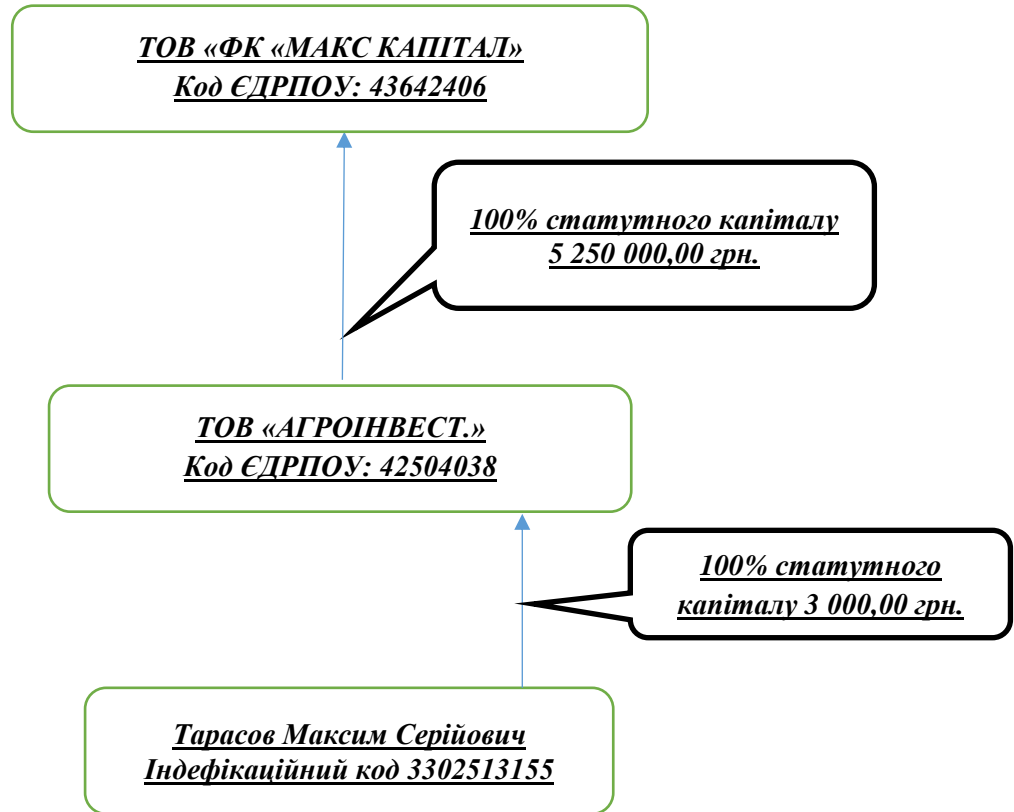 ТОВ «ФК «МАКС КАПІТАЛ»
Код ЄДРПОУ: 43642406
100% статутного капіталу
5 250 000,00 грн.
ТОВ «АГРОІНВЕСТ.»
Код ЄДРПОУ: 42504038
100% статутного
капіталу 3 000,00 грн.
Тарасов Максим Серійович
Індефікаційний код 3302513155